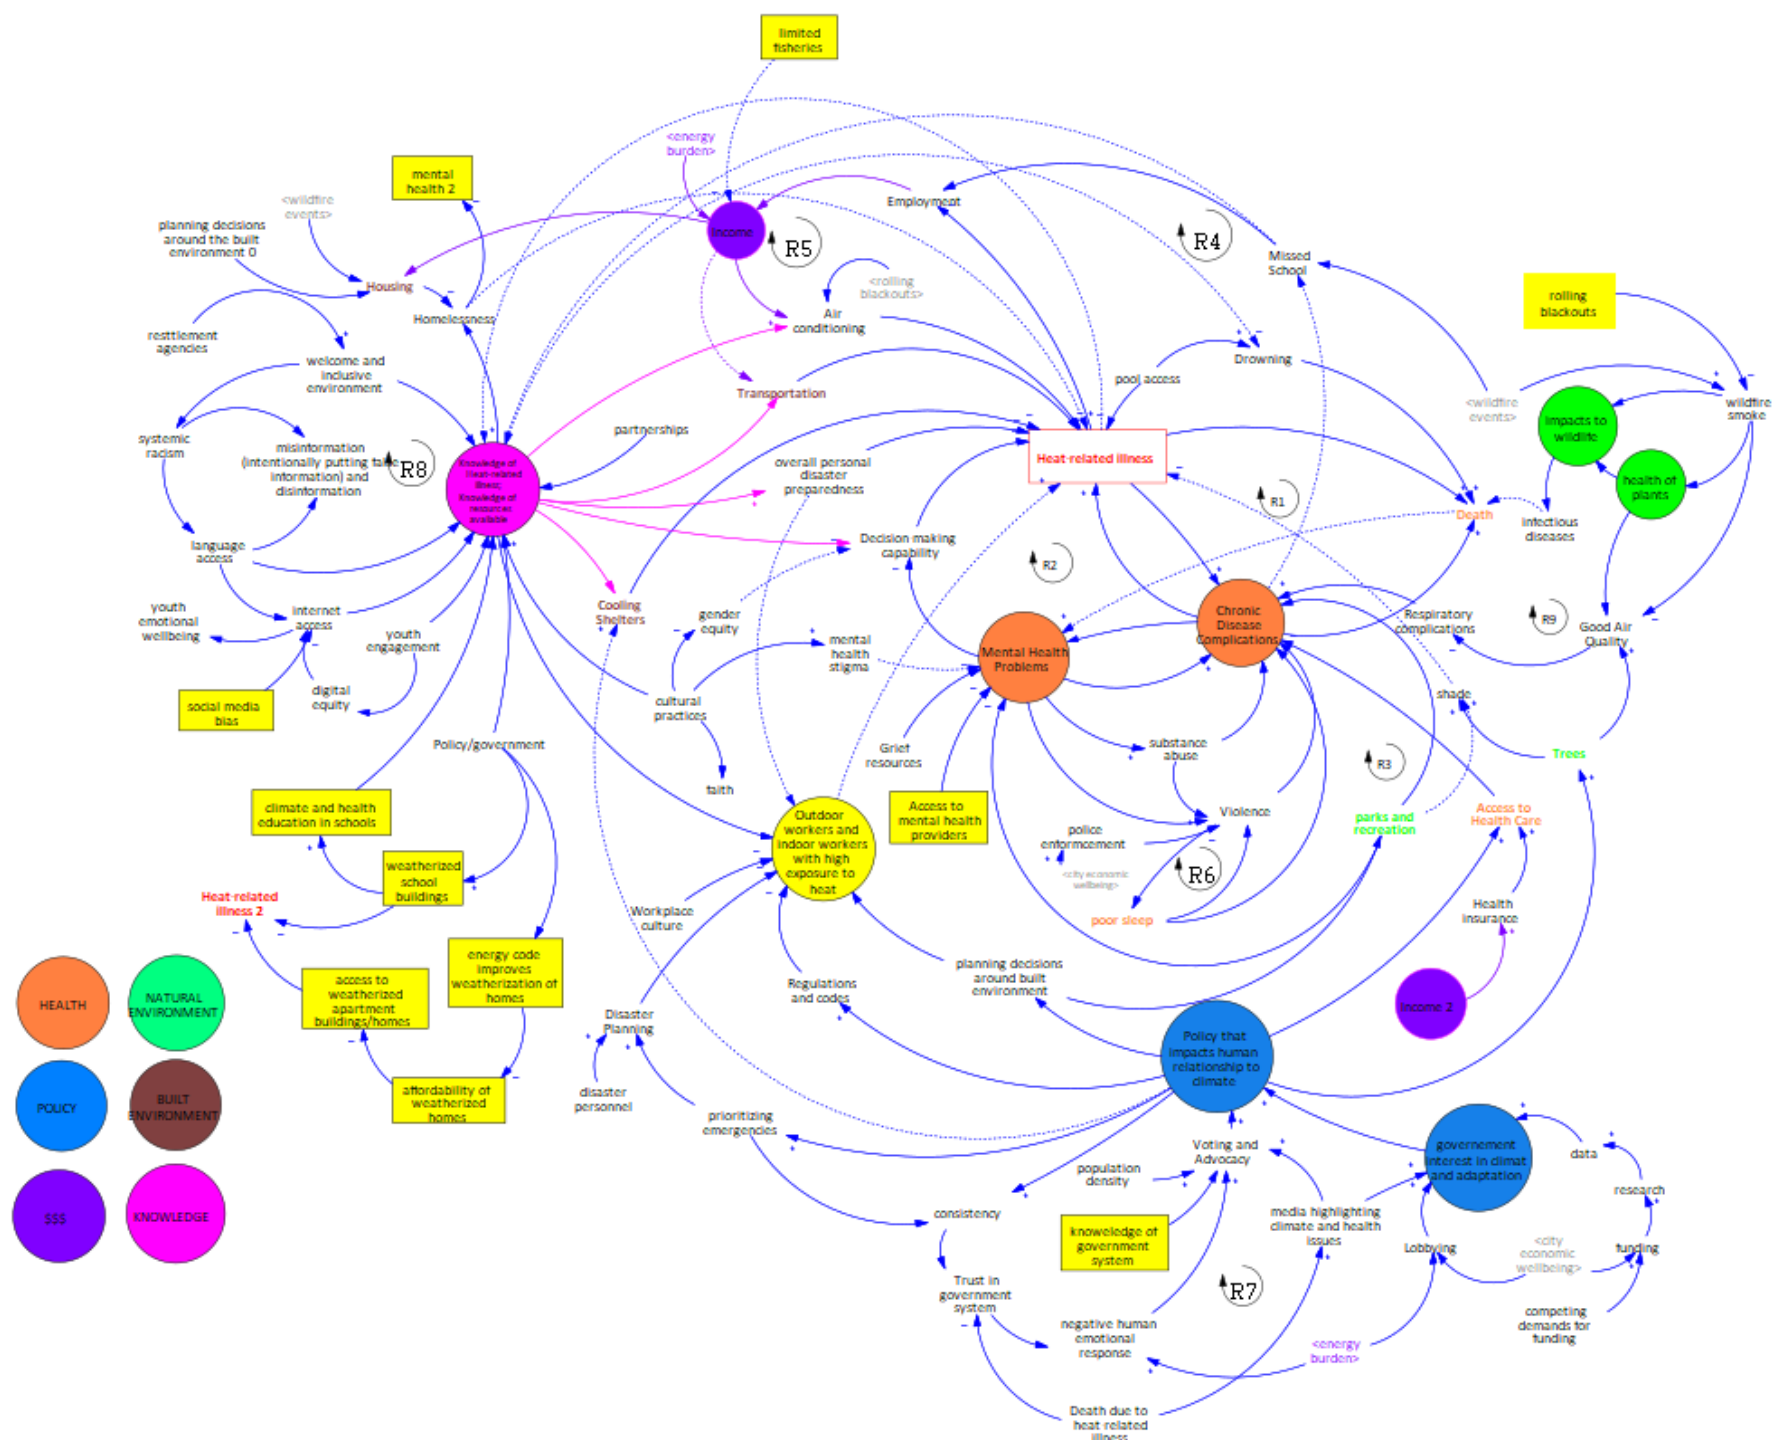 limited
fisheries
<energy
burden>
mental
health 2
<wildfire
events>
planning decisions
around the built
environment 0
Income
R5
Employment
R4
Missed
School
Housing
Homelessness
<rolling
blackouts>
Air
conditioning
rolling
blackouts
resttlement
agencies
welcome and
inclusive
environment
Drowning
pool access
Transportation
<wildfire
events>
wildfire
smoke
impacts to
wildlife
systemic
racism
misinformation
(intentionally putting false
information) and
disinformation
R8
partnerships
Knowledge of
Heat-related
illness;
Knowledge of
resources
available
overall personal
disaster
preparedness
Heat-related illness
health of
plants
R1
Death
infectious
diseases
language
access
Decision making
capability
R2
youth
emotional
wellbeing
internet
access
youth
engagement
Cooling
Shelters
gender
equity
mental
health
stigma
Mental Health
Problems
Chronic
Disease
Complications
Respiratory
complications
R9
Good Air
Quality
social media
bias
digital
equity
cultural
practices
shade
Policy/government
Grief
resources
substance
abuse
R3
Trees
faith
climate and health
education in schools
Outdoor
workers and
indoor workers
with high
exposure to
heat
Access to
mental health
providers
Violence
police
enformcement
parks and
recreation
Access to
Health Care
weatherized
school
buildings
<city economic
wellbeing>
R6
Heat-related
illness 2
Workplace
culture
poor sleep
Health
insurance
energy code
improves
weatherization of
homes
access to
weatherized
apartment
buildings/homes
Regulations
and codes
planning decisions
around built
environment
Income 2
HEALTH
NATURAL
ENVIRONMENT
Disaster
Planning
Policy that
impacts human
relationship to
climate
POLICY
BUILT
ENVIRONMENT
affordability of
weatherized
homes
disaster
personnel
prioritizing
emergencies
Voting and
Advocacy
governement
interest in climat
and adaptation
data
population
density
research
$$$
KNOWLEDGE
consistency
knoweledge of
government
system
media highlighting
climate and health
issues
Lobbying
<city
economic
wellbeing>
funding
Trust in
government
system
R7
negative human
emotional
response
<energy
burden>
competing
demands for
funding
Death due to
heat related
illness